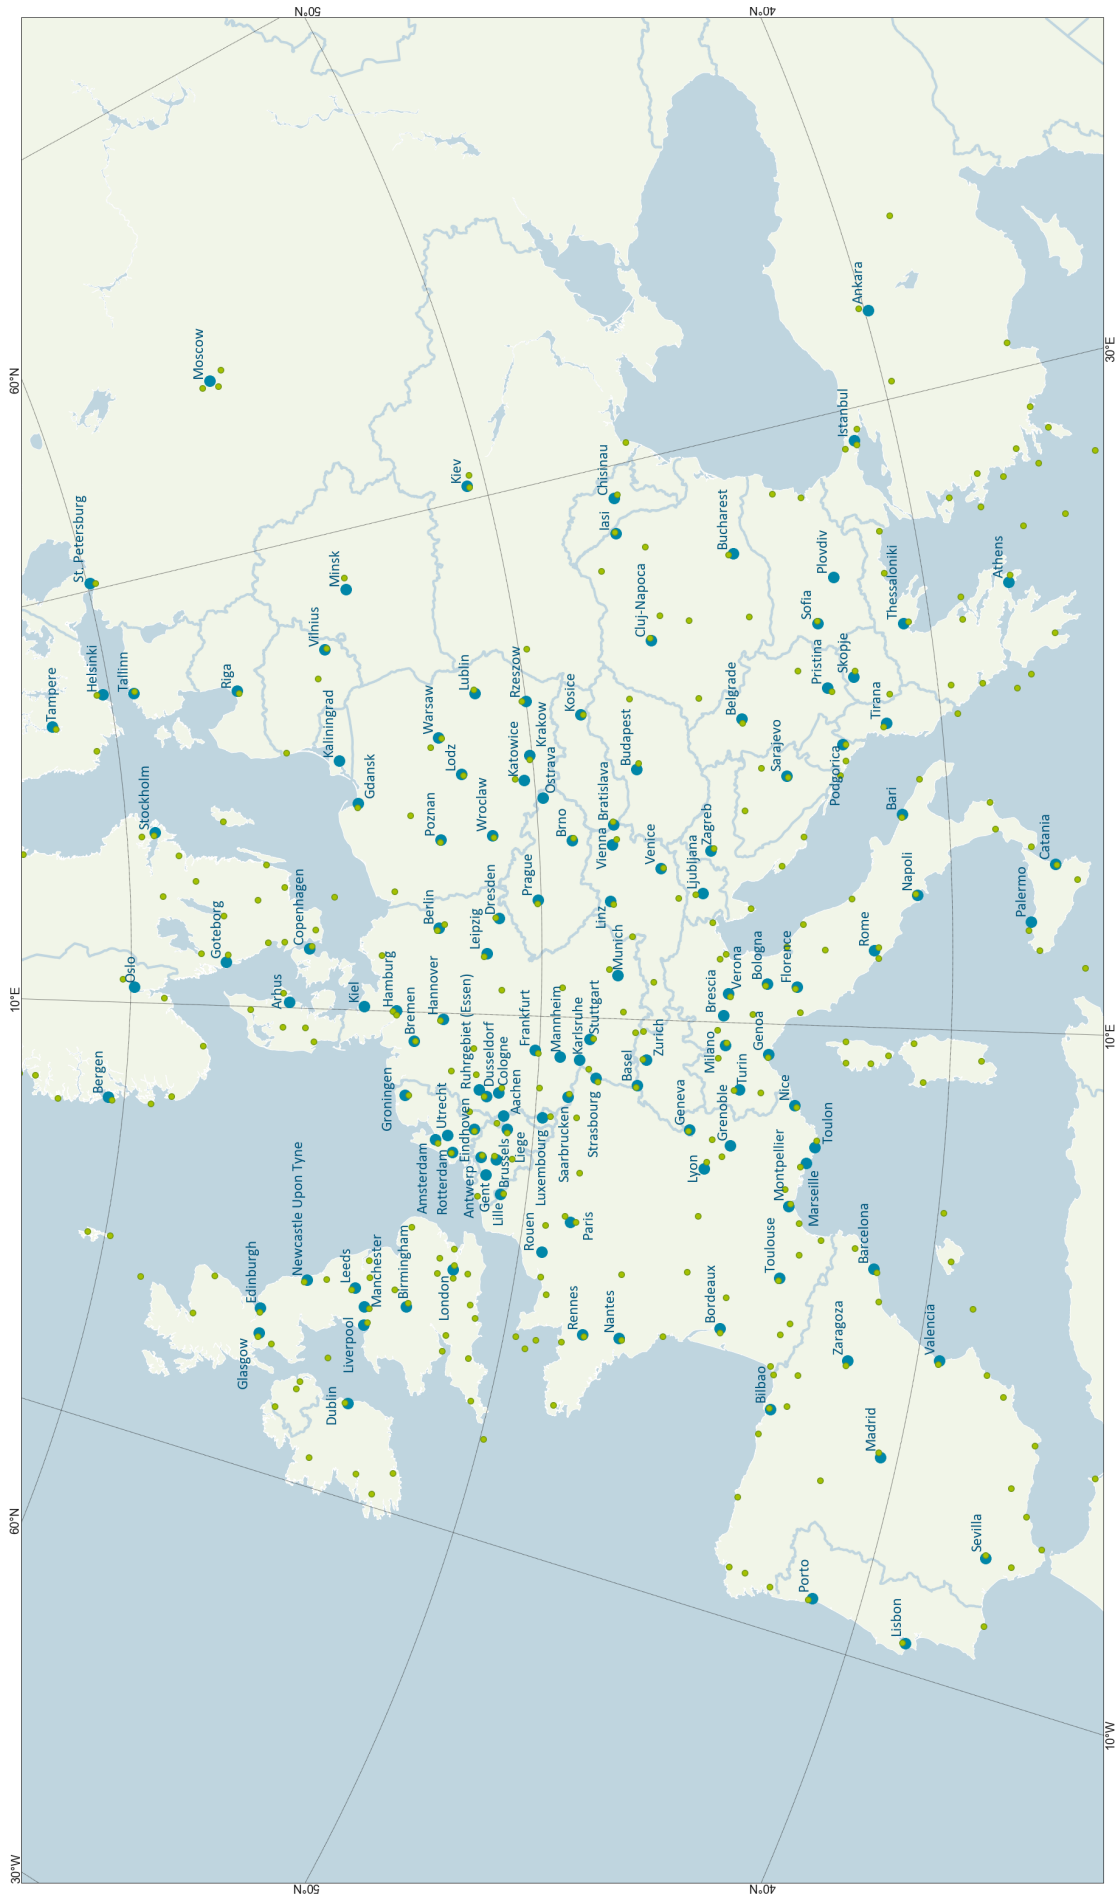 50°N
40°N
60°N
30°E
10°E
10°E
60°N
10°W
30°W
50°N
40°N
Moscow
Ankara
Istanbul
Kiev
Chisinau
Iasi
St. Petersburg
Minsk
Bucharest
Plovdiv
Athens
Vilnius
Cluj-Napoca
Sofia
Thessaloniki
Helsinki
Tallinn
Riga
Tampere
Lublin
Rzeszow
Kosice
Pristina
Skopje
Belgrade
Tirana
Kaliningrad
Warsaw
Lodz
Katowice
Krakow
Ostrava
Budapest
Sarajevo
Podgorica
Gdansk
Stockholm
Poznan
Wroclaw
Brno
Vienna
Bratislava
Venice
Zagreb
Ljubljana
Bari
Catania
Palermo
Napoli
Copenhagen
Goteborg
Berlin
Dresden
Leipzig
Prague
Linz
Munich
Rome
Oslo
Arhus
Kiel
Hamburg
Hannover
Bremen
Verona
Brescia
Bologna
Florence
Ruhrgebiet (Essen)
Dusseldorf
Cologne
Aachen
Frankfurt
Mannheim
Karlsruhe
Stuttgart
Strasbourg
Saarbrucken
Luxembourg
Basel
Zurich
Milano
Turin
Genoa
Nice
Bergen
Groningen
Utrecht
Amsterdam
Rotterdam
Eindhoven
Antwerp
Gent
Brussels
Liege
Lille
Geneva
Grenoble
Lyon
Toulon
Marseille
Montpellier
Rouen
Paris
Newcastle Upon Tyne
Edinburgh
Glasgow
Leeds
Manchester
Liverpool
Birmingham
London
Dublin
Rennes
Nantes
Bordeaux
Toulouse
Barcelona
Zaragoza
Valencia
Bilbao
Madrid
Sevilla
Porto
Lisbon